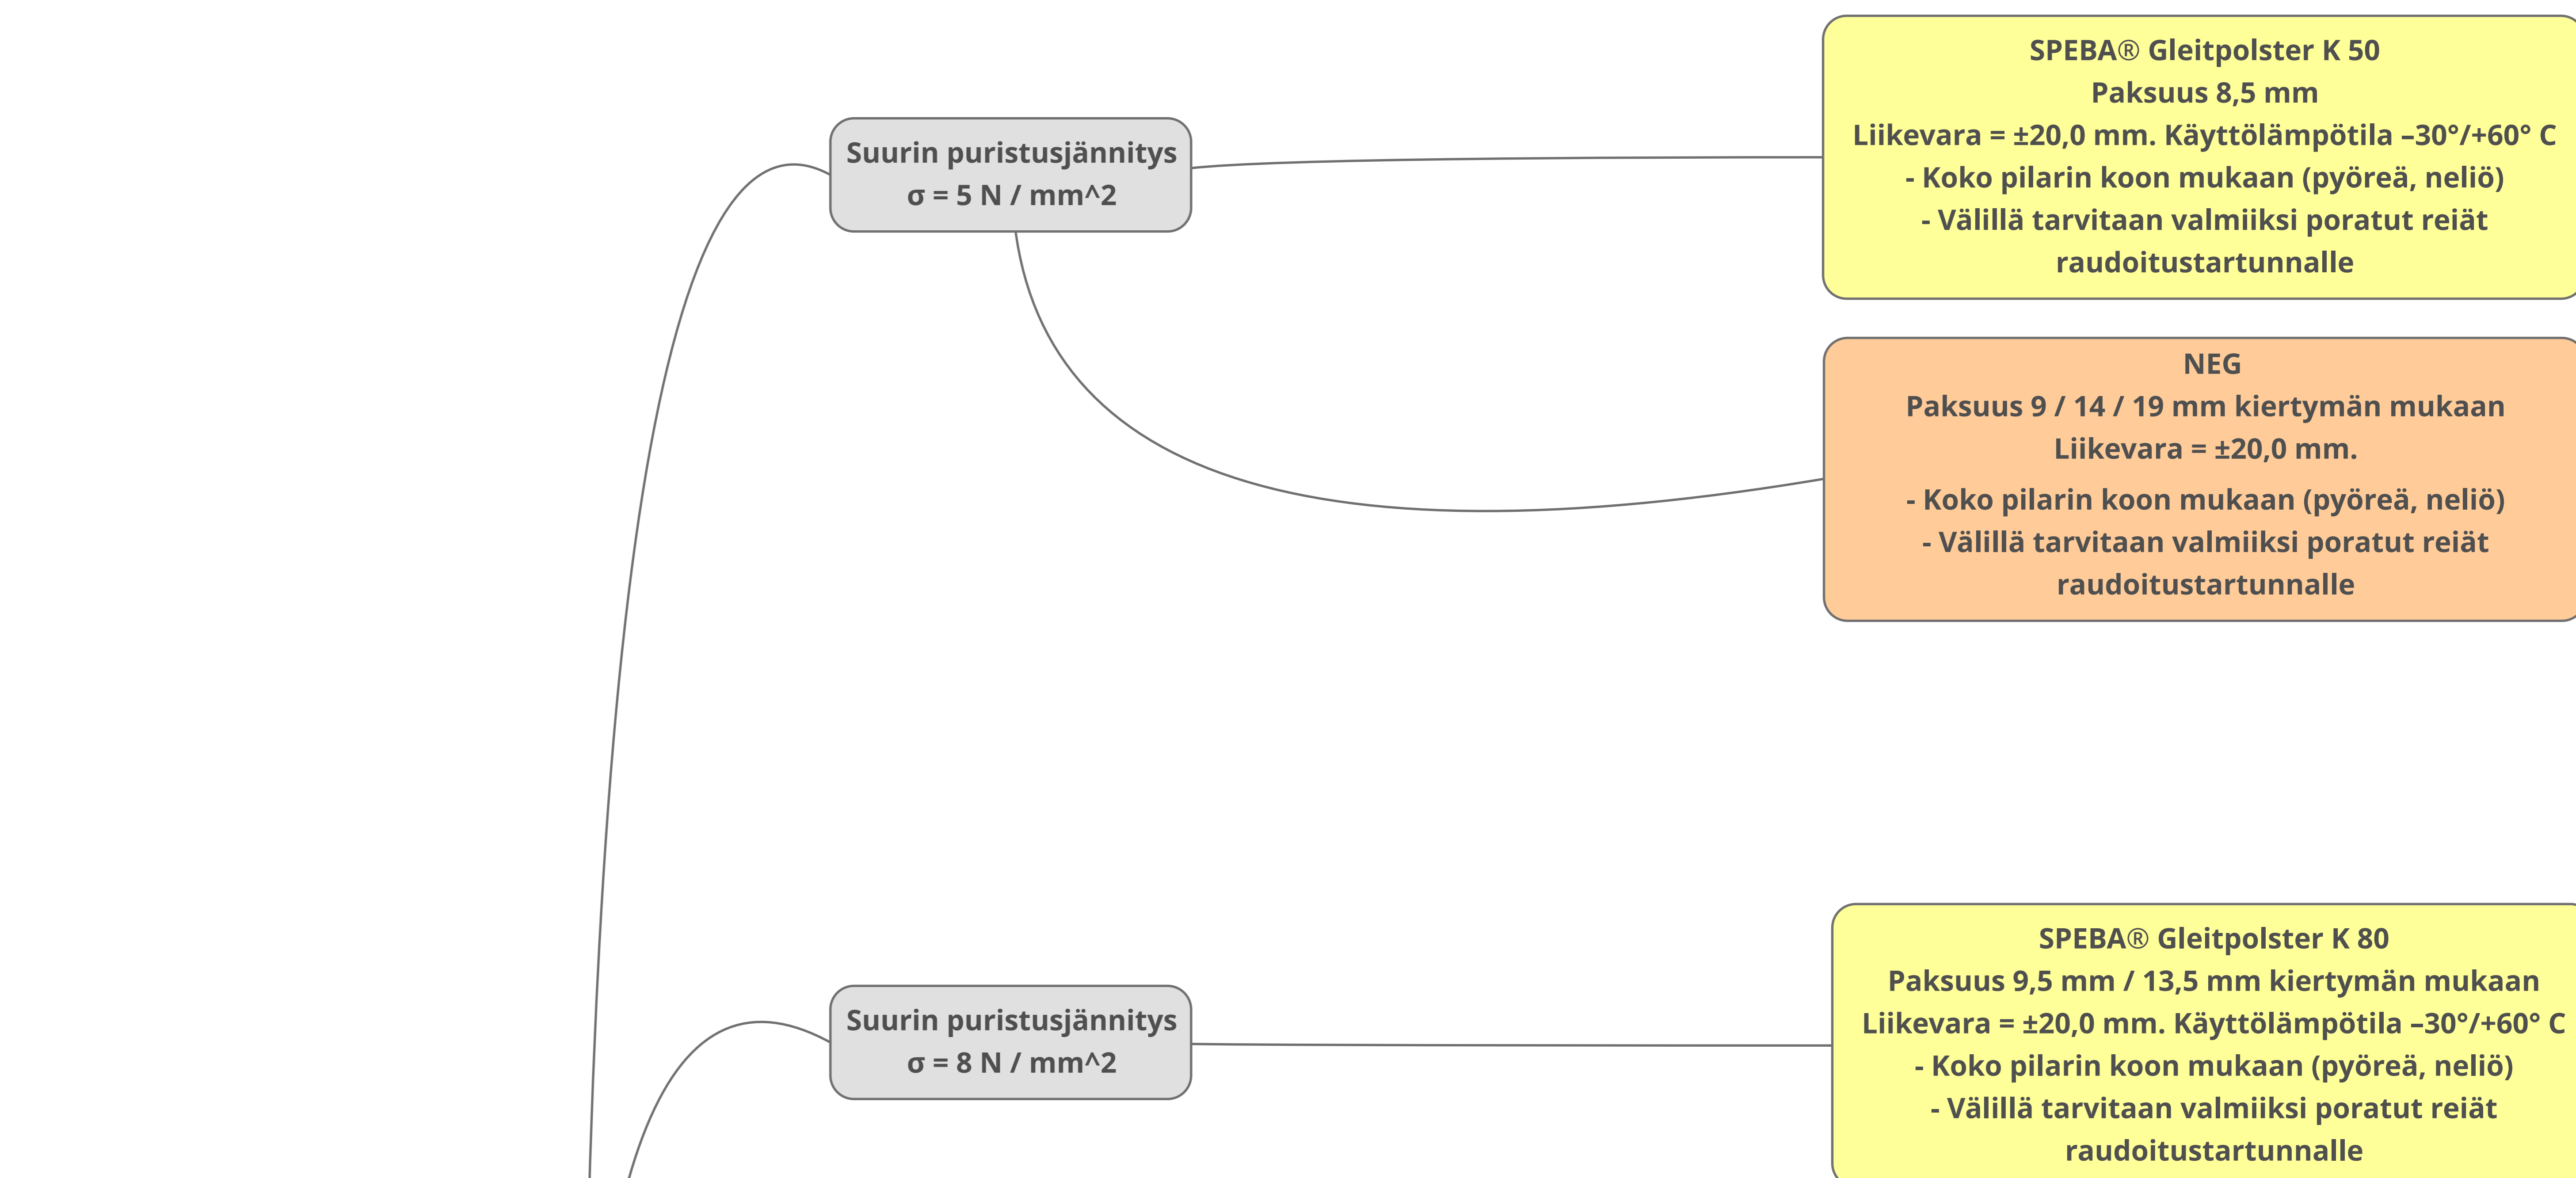 SPEBA® Gleitpolster K 50
Paksuus 8,5 mm
Liikevara = ±20,0 mm. Käyttölämpötila –30°/+60° C
- Koko pilarin koon mukaan (pyöreä, neliö)
- Välillä tarvitaan valmiiksi poratut reiät
raudoitustartunnalle
Suurin puristusjännitys
σ = 5 N / mm^2
NEG
Paksuus 9 / 14 / 19 mm kiertymän mukaan
Liikevara = ±20,0 mm.
- Koko pilarin koon mukaan (pyöreä, neliö)
- Välillä tarvitaan valmiiksi poratut reiät
raudoitustartunnalle
Suurin puristusjännitys
σ = 8 N / mm^2
SPEBA® Gleitpolster K 80
Paksuus 9,5 mm / 13,5 mm kiertymän mukaan
Liikevara = ±20,0 mm. Käyttölämpötila –30°/+60° C
- Koko pilarin koon mukaan (pyöreä, neliö)
- Välillä tarvitaan valmiiksi poratut reiät
raudoitustartunnalle